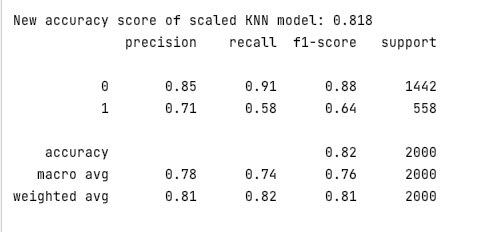 New accuracy score of scaled KNN model: 0.818
precision recall f1-score support
0 0.85 0.91 0.88 1442
1 0.71 0.58 0.64 558
accuracy 0.82 2000
macro avg 0.78 0.74 0.76 2000
weighted avg 0.81 0.82 0.81 2000